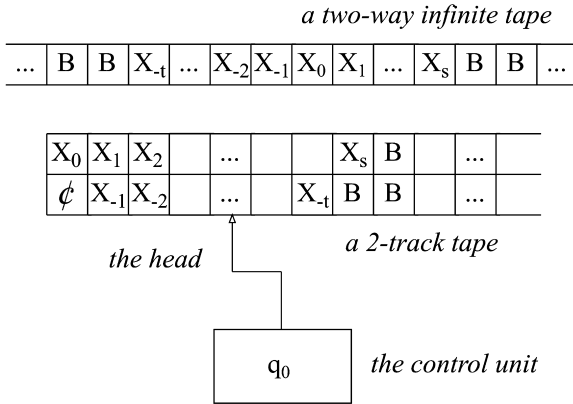 a two-way infinite tape
... B B X-t ... X-2 X-1 X0 X1 ... Xs B B ...
X0 X1 X2 ... Xs B ...
₵ X-1 X-2 ... X-t B B ...
a 2-track tape
the head
q0 the control unit